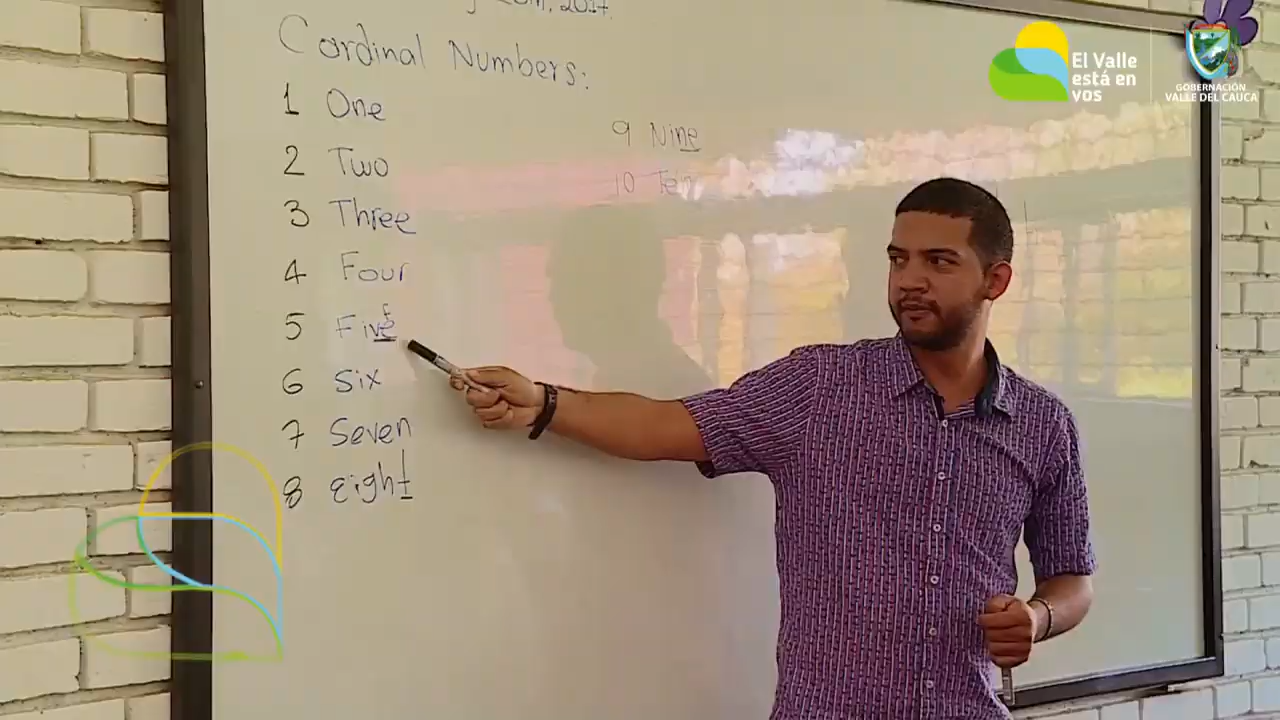 2017.
Cardinal Numbers:
1 One
2 Two
3 Three
4 Four
5 Five
f
6 Six
7 Seven
8 eight
9 Nine
10 Ten
El Valle
está en
vos
GOBERNACIÓN
VALLE DEL CAUCA